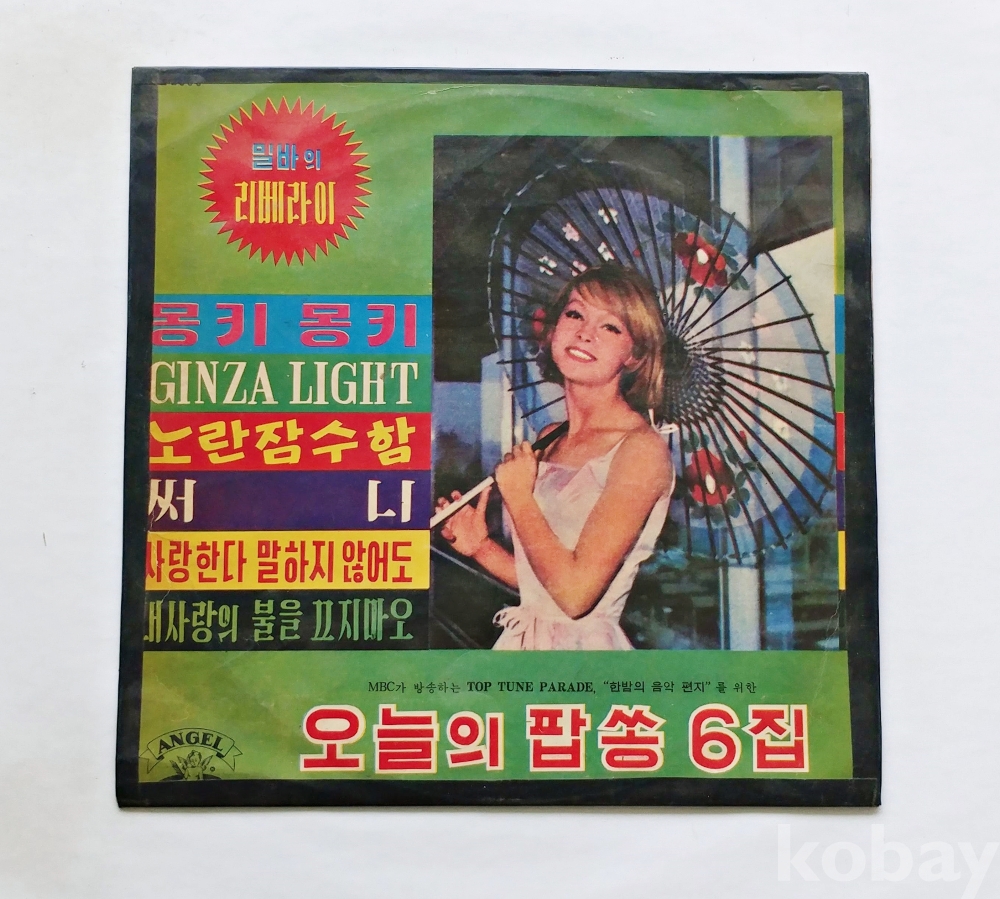 밀바의
리베라이
몽키 몽키
GINZA LIGHT
노란잠수함
써니
사랑한다 말하지 않어도
내사랑의 불을 끄지마오
MBC가 방송하는 TOP TUNE PARADE, "한밤의 음악 편지"를 위한
오늘의 팝쏭 6집
ANGEL
kobay